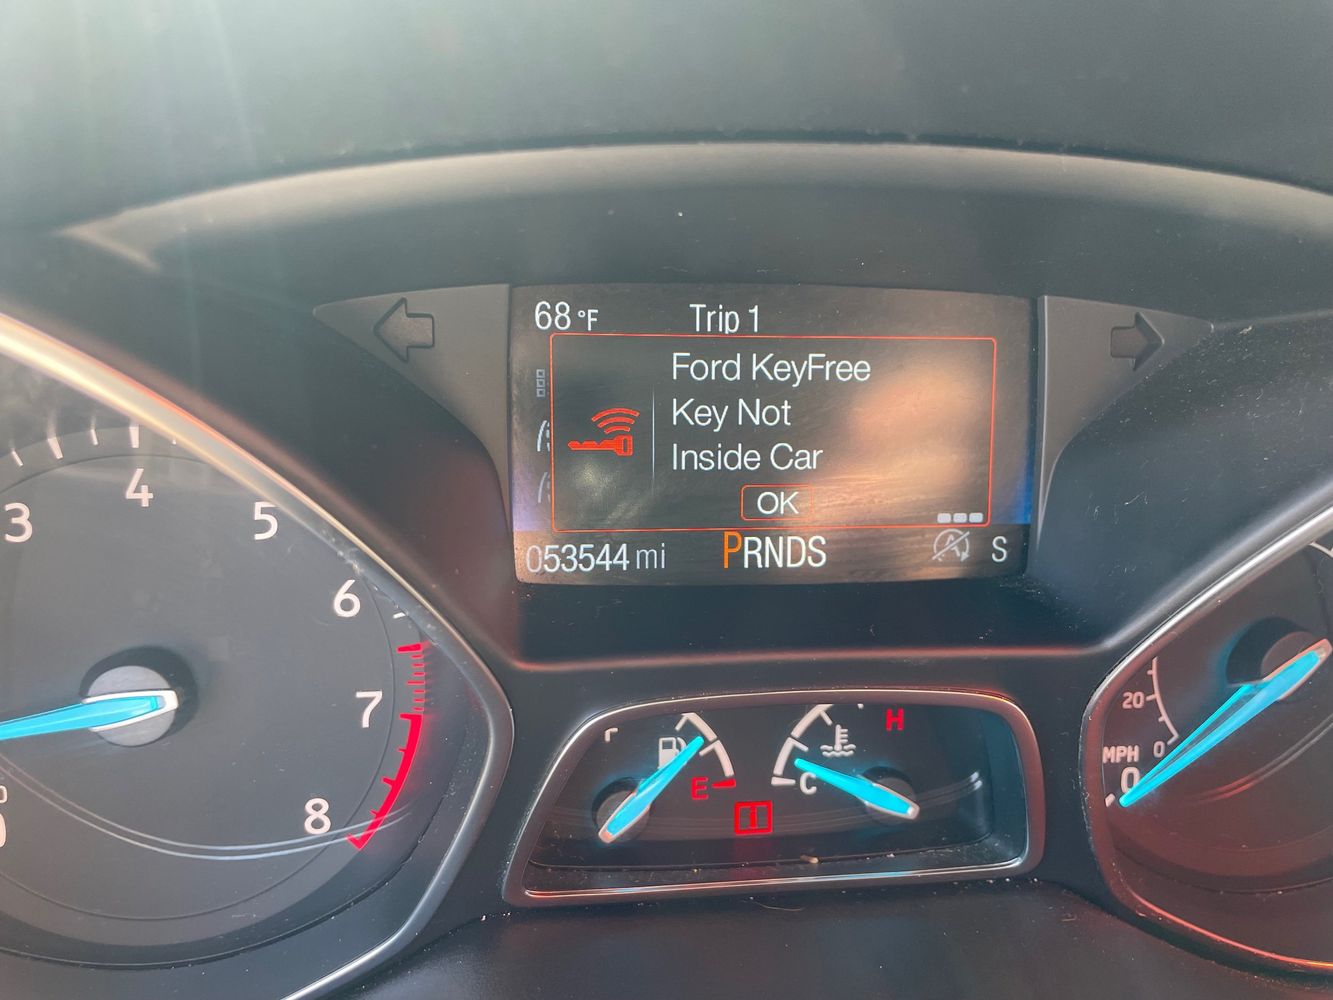 68 °F Trip 1
Ford KeyFree
Key Not
Inside Car
OK
053544 mi PRNDS S
3
4
5
6
7
8
E
H
C
20
0
MPH
0